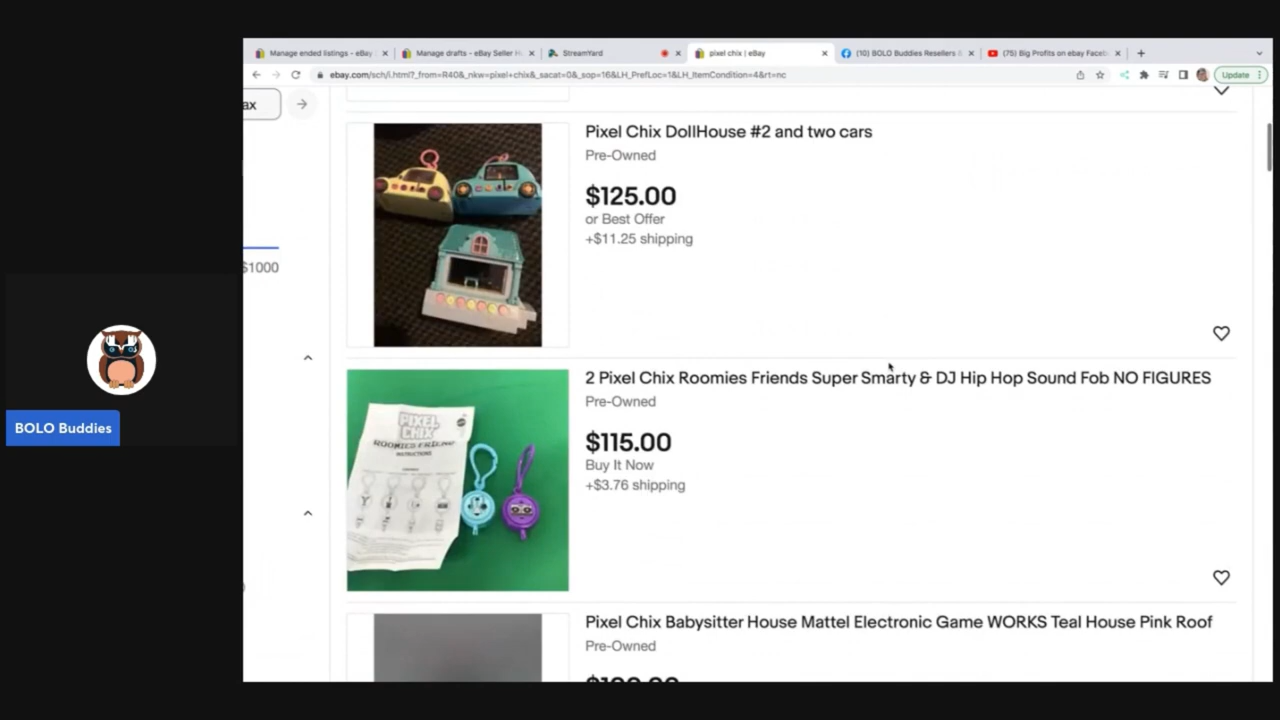 Manage ended listings - eBay
Manage drafts - eBay Seller H
StreamYard
pixel chix | eBay
(10) BOLO Buddies Resellers &
(75) Big Profits on ebay Faceb
ebay.com/sch/i.html?_from=R40&_nkw=pixel+chix&_sacat=0&_sop=16&LH_PrefLoc=1&LH_ItemCondition=4&rt=nc
Update
ax
$1000
Pixel Chix DollHouse #2 and two cars
Pre-Owned
$125.00
or Best Offer
+$11.25 shipping
2 Pixel Chix Roomies Friends Super Smarty & DJ Hip Hop Sound Fob NO FIGURES
Pre-Owned
$115.00
Buy It Now
+$3.76 shipping
PIXEL
CHIX
ROOMIES FRIEND
INSTRUCTIONS
Pixel Chix Babysitter House Mattel Electronic Game WORKS Teal House Pink Roof
Pre-Owned
BOLO Buddies